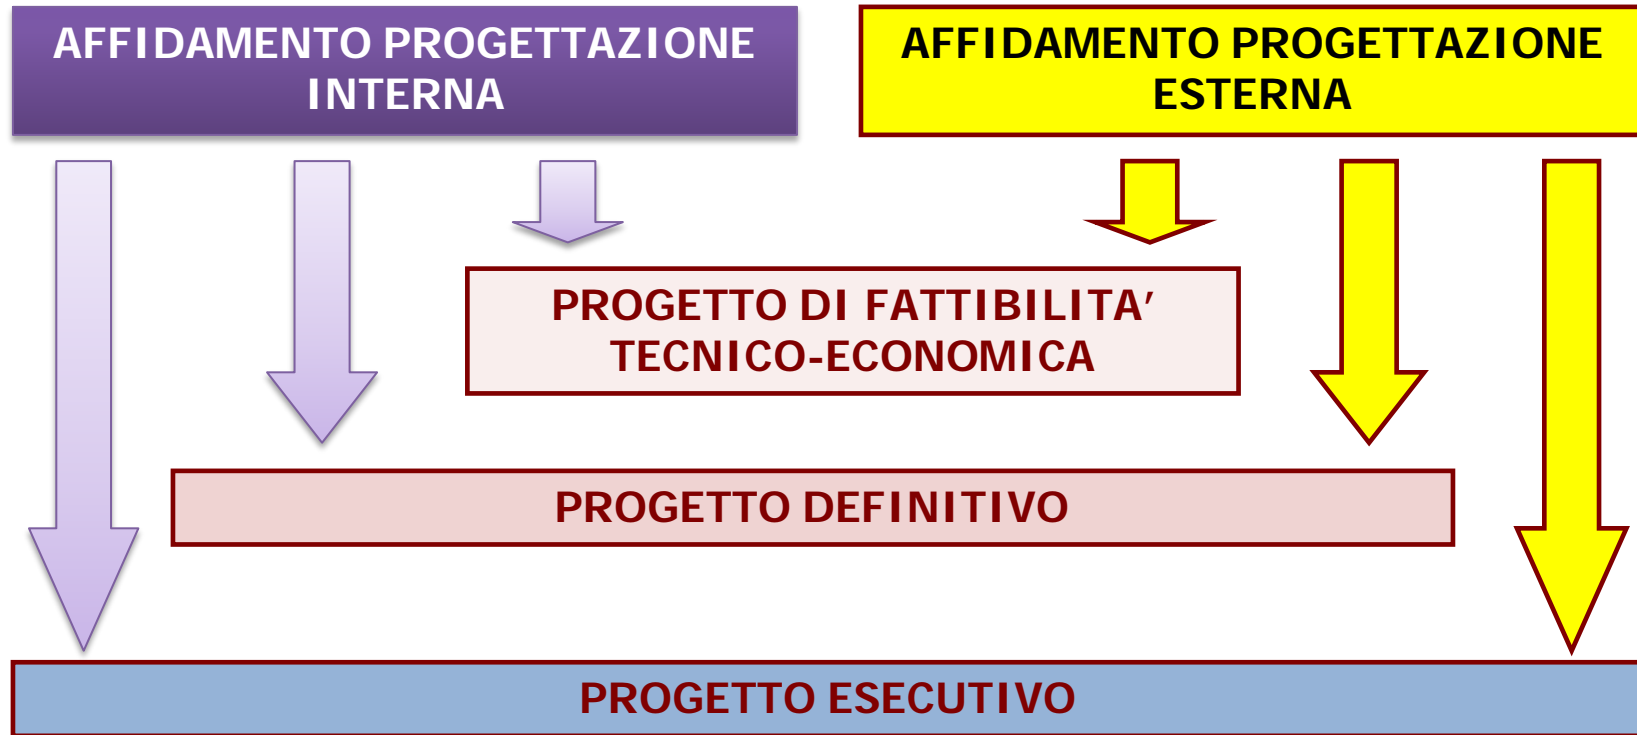 AFFIDAMENTO PROGETTAZIONE
INTERNA
AFFIDAMENTO PROGETTAZIONE
ESTERNA
PROGETTO DI FATTIBILITA’
TECNICO-ECONOMICA
PROGETTO DEFINITIVO
PROGETTO ESECUTIVO